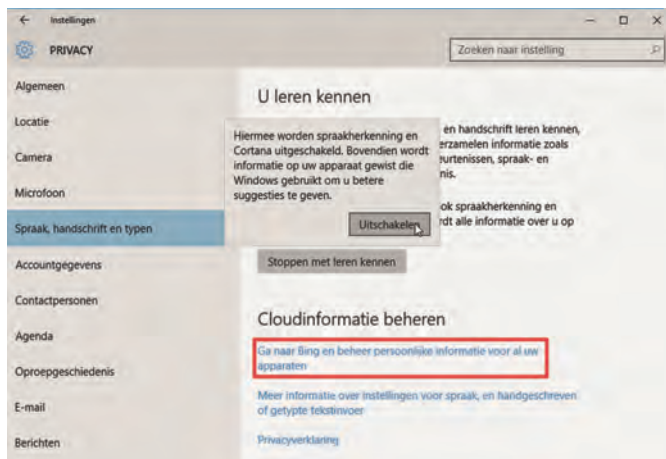 Instellingen
PRIVACY
Zoeken naar instelling
Algemeen
Locatie
Camera
Microfoon
Spraak, handschrift en typen
Accountgegevens
Contactpersonen
Agenda
Oproepgeschiedenis
E-mail
Berichten
U leren kennen
en handschrift leren kennen,
erzamelen informatie zoals
eurtenissen, spraak- en
nis.
ok spraakherkenning en
rdt alle informatie over u op
Hiermee worden spraakherkenning en
Cortana uitgeschakeld. Bovendien wordt
informatie op uw apparaat gewist die
Windows gebruikt om u betere
suggesties te geven.
Uitschakelen
Stoppen met leren kennen
Cloudinformatie beheren
Ga naar Bing en beheer persoonlijke informatie voor al uw
apparaten
Meer informatie over instellingen voor spraak, en handgeschreven
of getypte tekstinvoer
Privacyverklaring